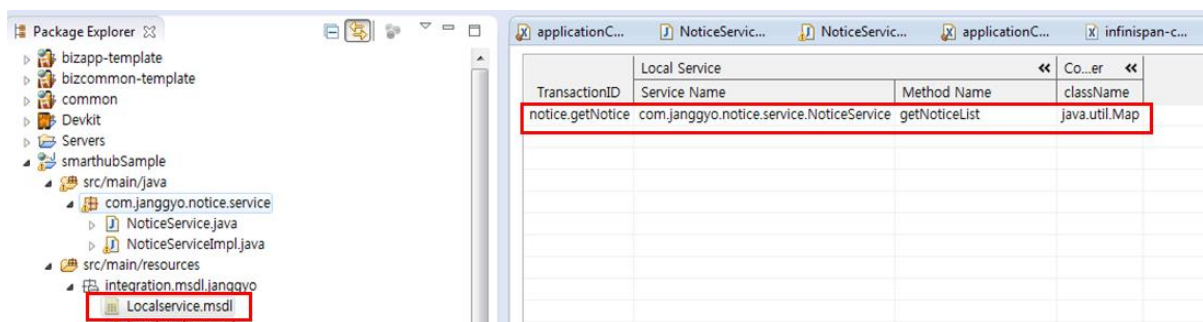 Package Explorer
bizapp-template
bizcommon-template
common
Devkit
Servers
smarthubSample
src/main/java
com.janggyo.notice.service
NoticeService.java
NoticeServiceImpl.java
src/main/resources
integration.msdl.janggyo
Localservice.msdl
applicationC... NoticeServic... NoticeServic... applicationC... infinispan-c...
Local Service « Co...er «
TransactionID Service Name Method Name className
notice.getNotice com.janggyo.notice.service.NoticeService getNoticeList java.util.Map